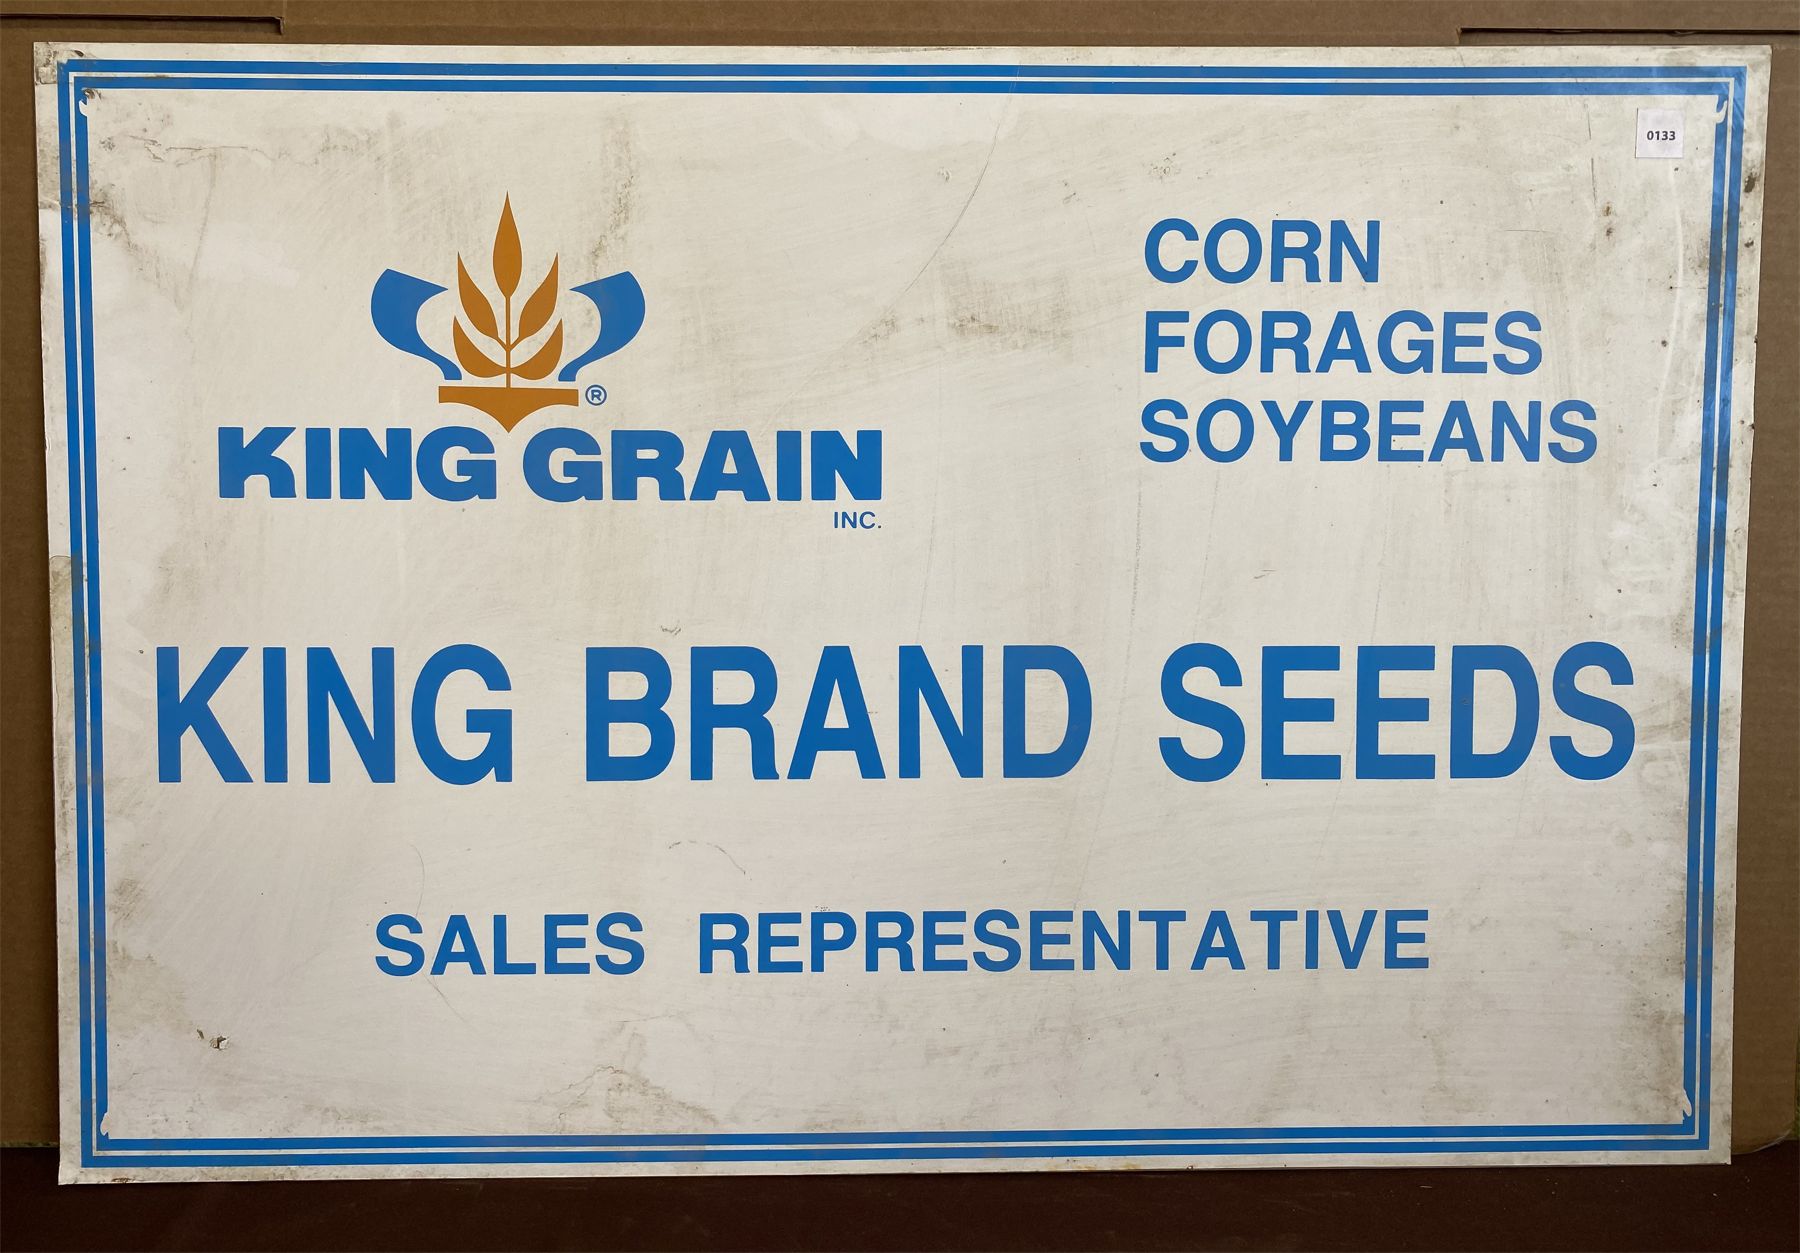 0133
®
KING GRAIN
INC.
CORN
FORAGES
SOYBEANS
KING BRAND SEEDS
SALES REPRESENTATIVE